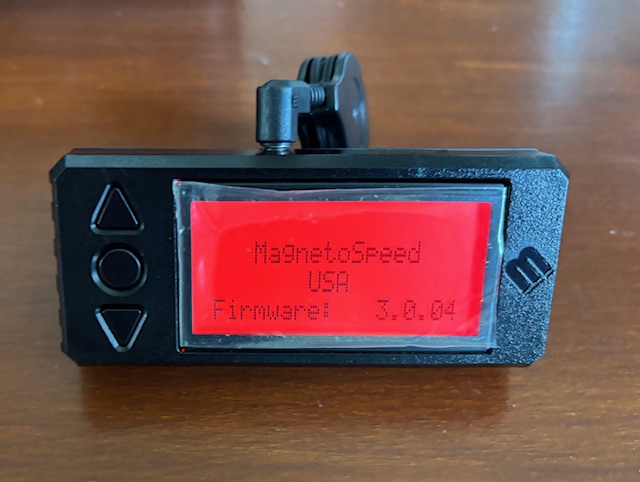 MagnetoSpeed
USA
Firmware: 3.0.04
m